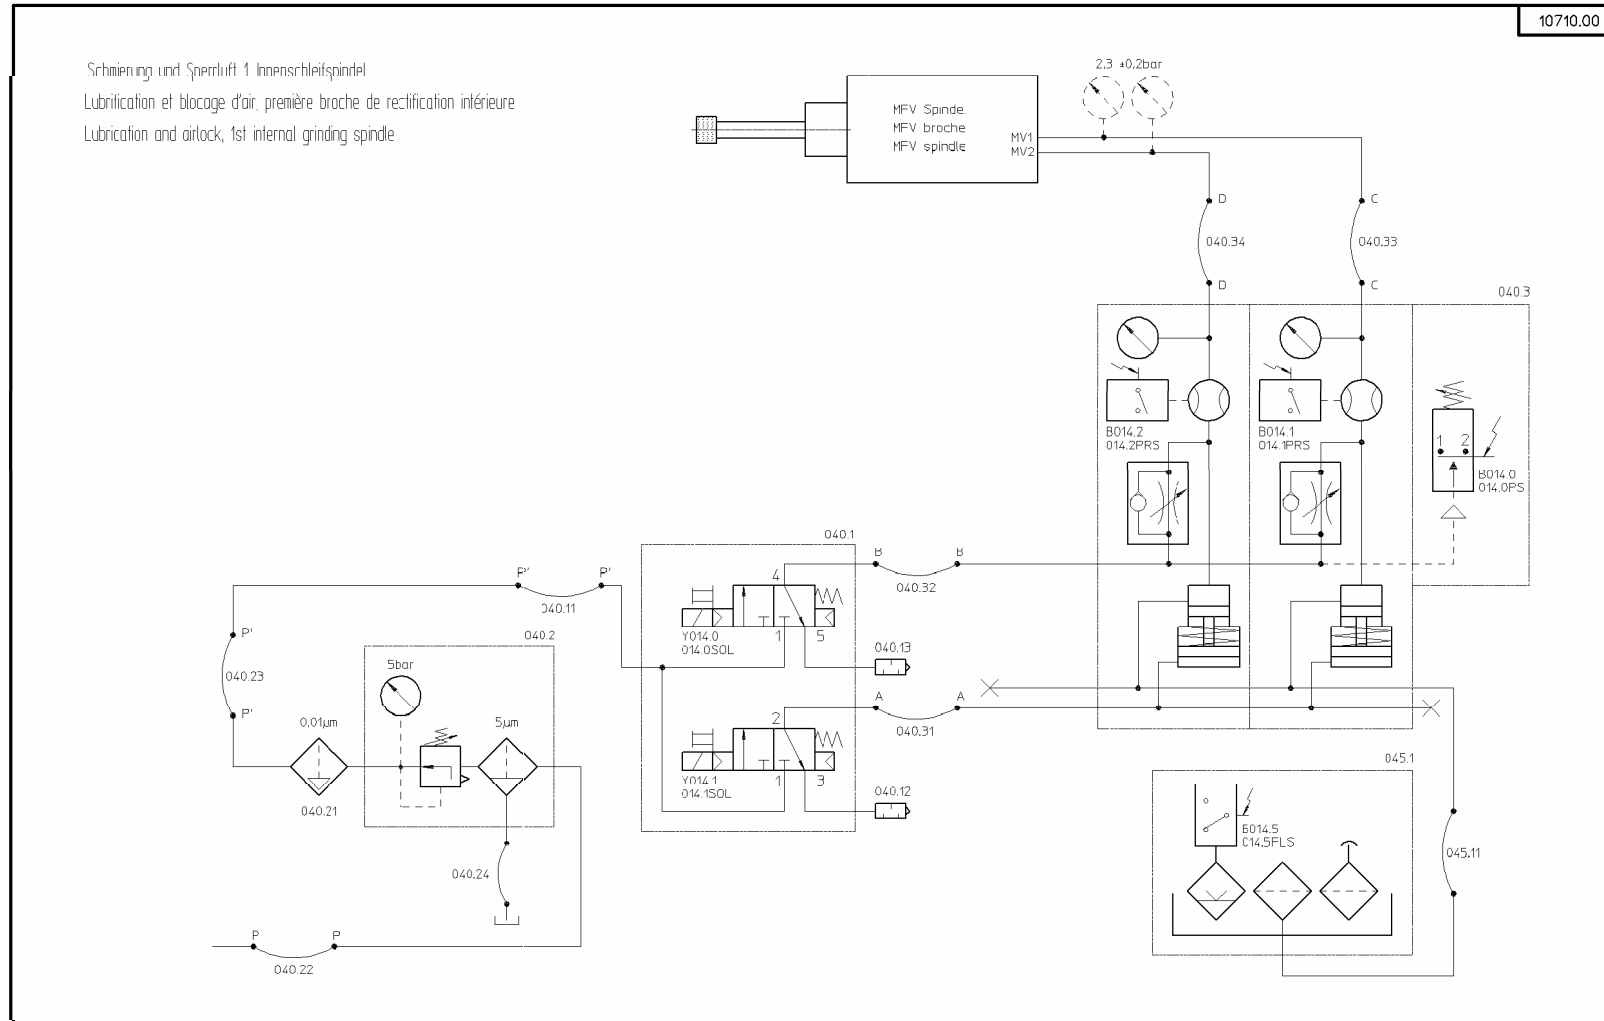 10710.00
Schmierung und Sperrluft 1 Innenschleifspindel
Lubrification et blocage d'air, première broche de rectification intérieure
Lubrication and airlock, 1st internal grinding spindle
2,3 ±0,2bar
MFV Spinde.
MFV broche
MFV spindle
MV1
MV2
D
C
040.34
040.33
D
C
040.3
B014.2
014.2PRS
B014.1
014.1PRS
1 2
B014.0
014.0PS
040.1
B
B
4
040.32
P'
P'
040.11
Y014.0
014.0SOL
1
5
P'
040.2
040.13
040.23
5bar
A
A
P'
0,01µm
5µm
2
040.31
045.1
Y014.1
014.1SOL
1
3
040.12
040.21
B014.5
014.5FLS
045.11
040.24
P
P
040.22